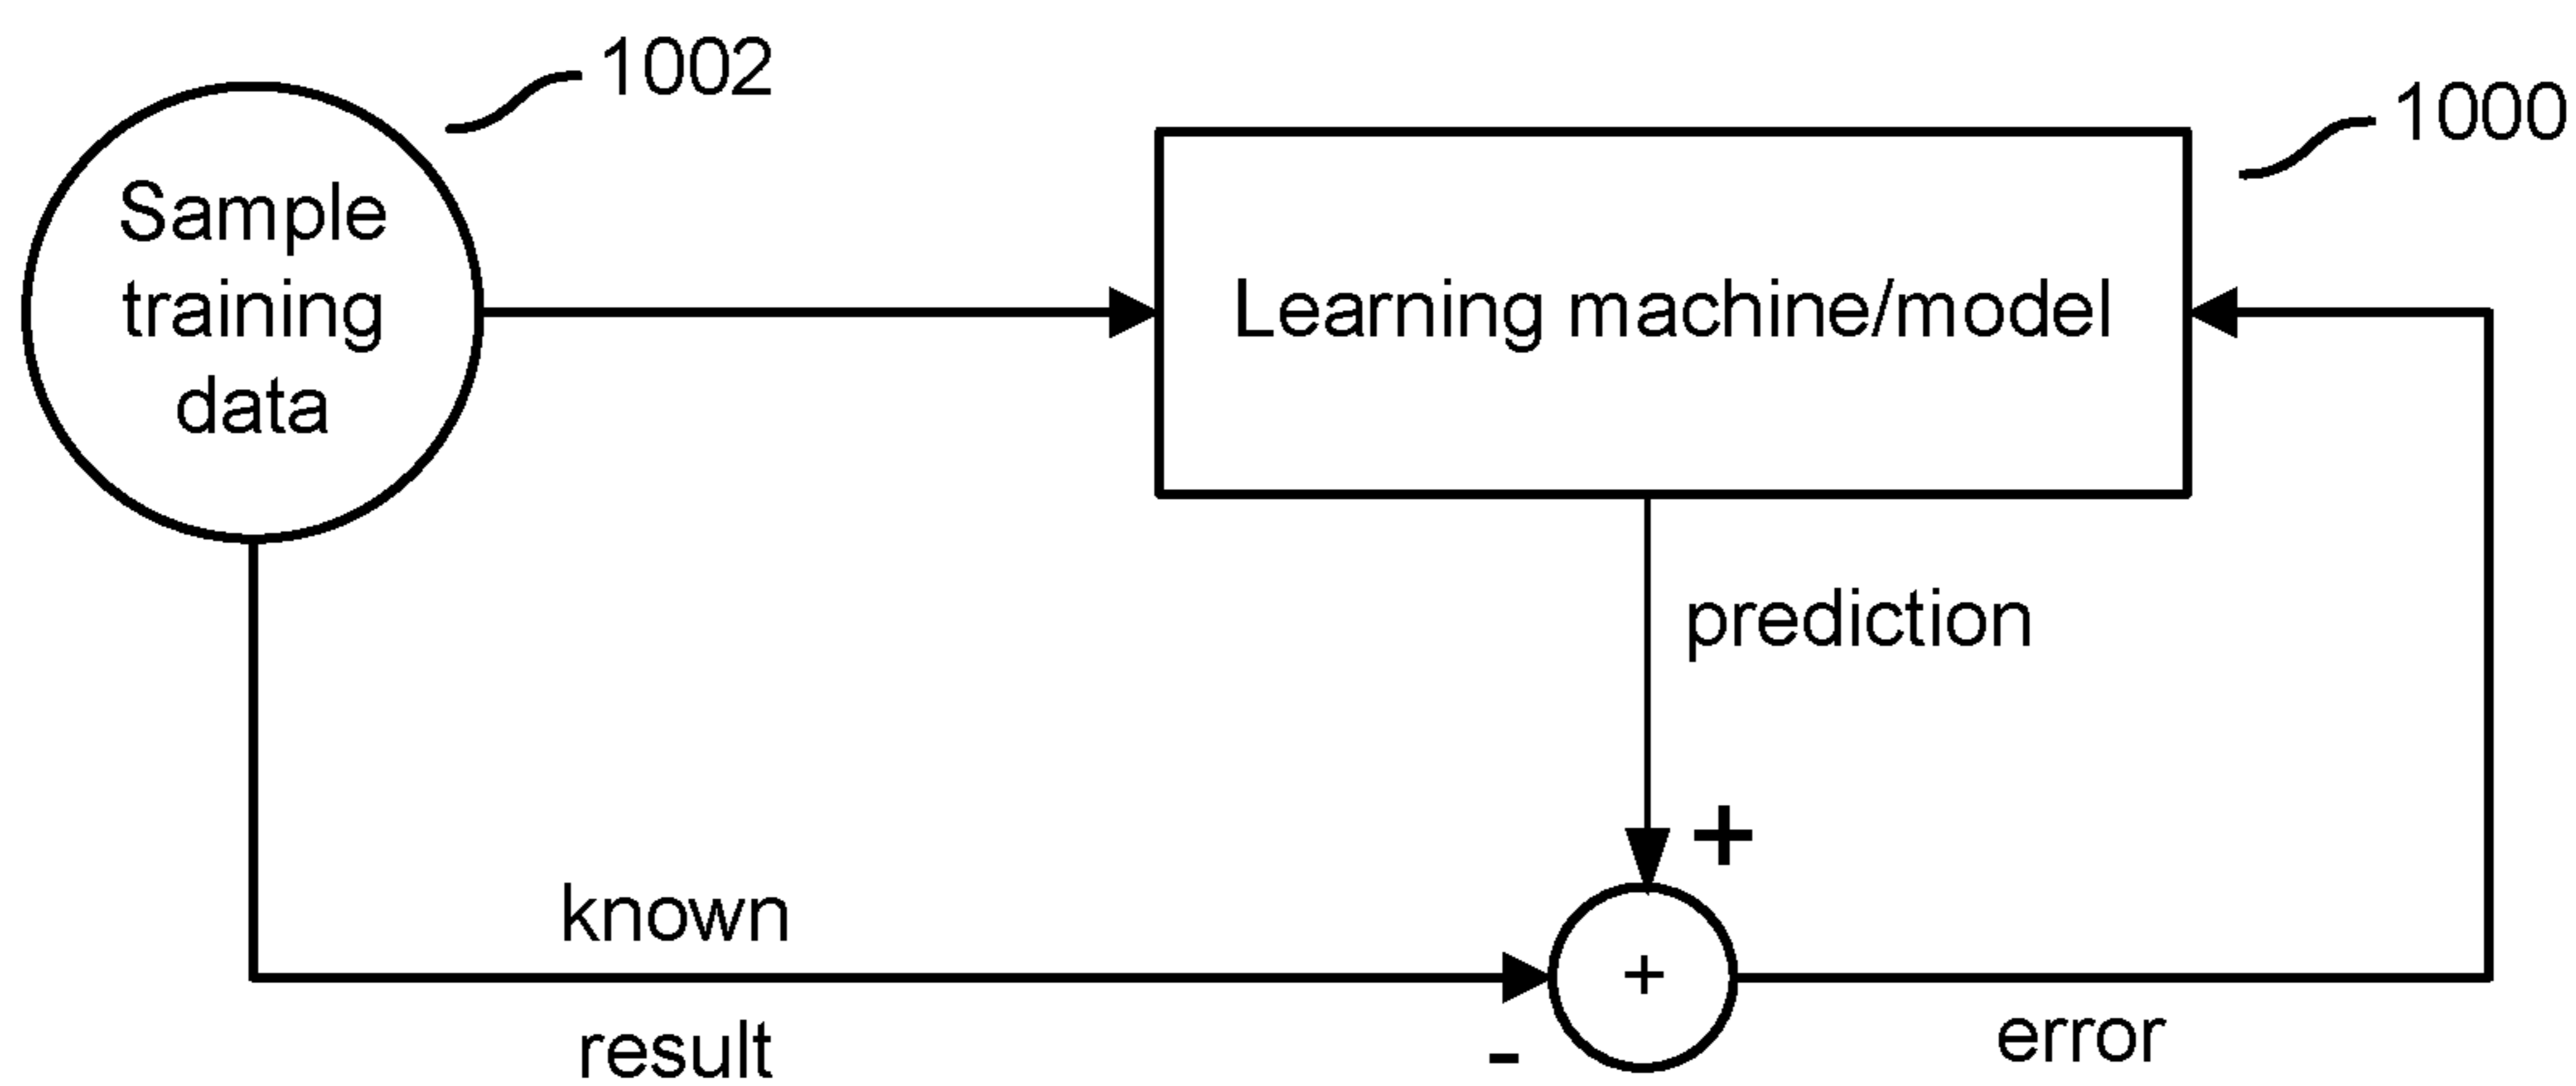 1002
1000
Sample
training
data
Learning machine/model
prediction
+
known
+
result
-
error